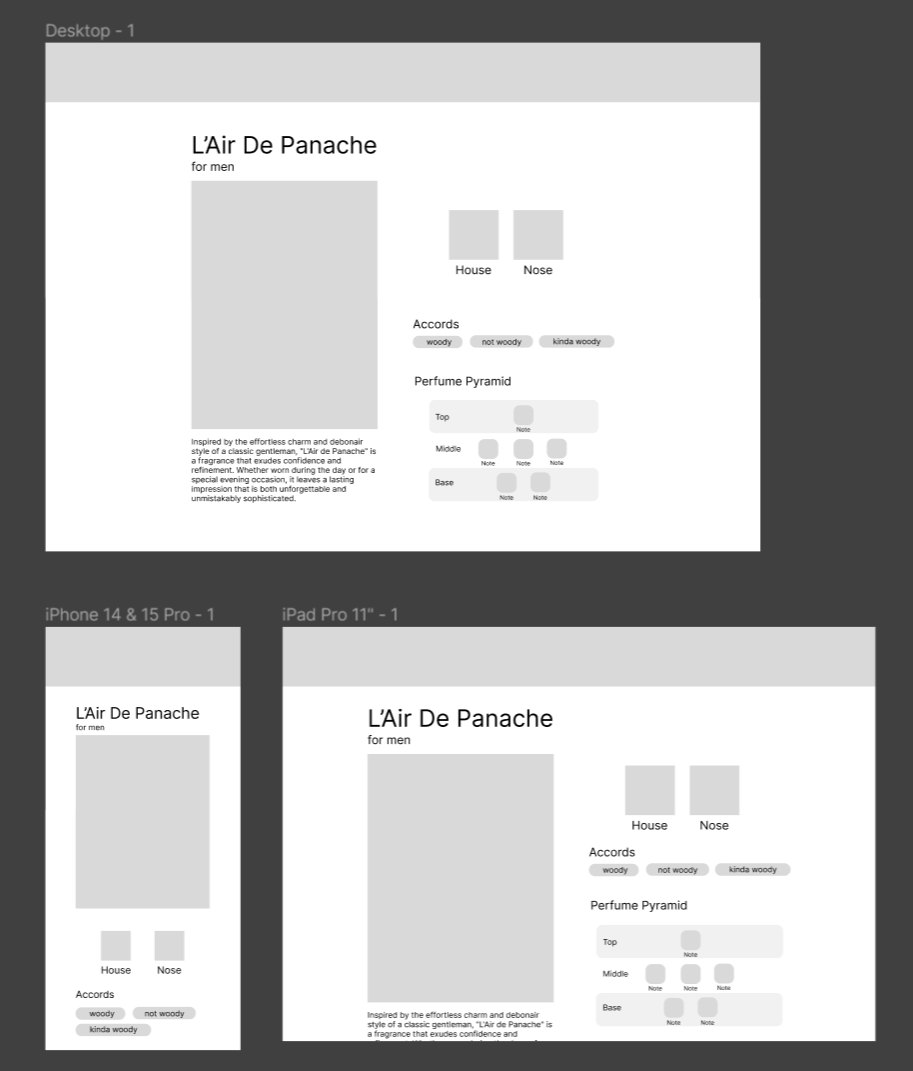 Desktop - 1
L’Air De Panache
for men
House
Nose
Accords
woody
not woody
kinda woody
Perfume Pyramid
Top
Note
Middle
Note
Note
Note
Base
Note
Note
Inspired by the effortless charm and debonair
style of a classic gentleman, "L'Air de Panache" is
a fragrance that exudes confidence and
refinement. Whether worn during the day or for a
special evening occasion, it leaves a lasting
impression that is both unforgettable and
unmistakably sophisticated.
iPhone 14 & 15 Pro - 1
L’Air De Panache
for men
House
Nose
Accords
woody
not woody
kinda woody
iPad Pro 11" - 1
L’Air De Panache
for men
House
Nose
Accords
woody
not woody
kinda woody
Perfume Pyramid
Top
Note
Middle
Note
Note
Note
Base
Note
Note
Inspired by the effortless charm and debonair
style of a classic gentleman, "L'Air de Panache" is
a fragrance that exudes confidence and